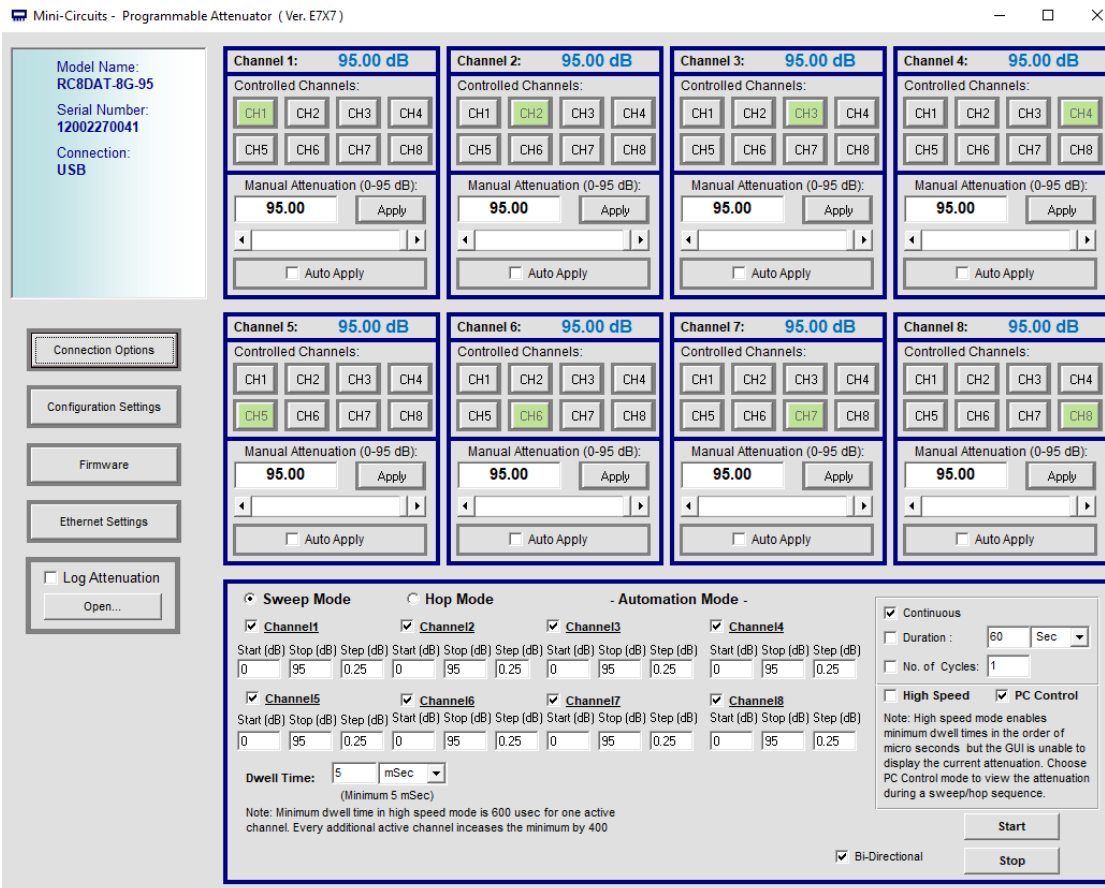 Mini-Circuits - Programmable Attenuator ( Ver. E7X7 )
Model Name:
RC8DAT-8G-95
Serial Number:
12002270041
Connection:
USB
Channel 1: 95.00 dB
Controlled Channels:
CH1 CH2 CH3 CH4
CH5 CH6 CH7 CH8
Manual Attenuation (0-95 dB):
95.00 Apply
Auto Apply
Channel 2: 95.00 dB
Controlled Channels:
CH1 CH2 CH3 CH4
CH5 CH6 CH7 CH8
Manual Attenuation (0-95 dB):
95.00 Apply
Auto Apply
Channel 3: 95.00 dB
Controlled Channels:
CH1 CH2 CH3 CH4
CH5 CH6 CH7 CH8
Manual Attenuation (0-95 dB):
95.00 Apply
Auto Apply
Channel 4: 95.00 dB
Controlled Channels:
CH1 CH2 CH3 CH4
CH5 CH6 CH7 CH8
Manual Attenuation (0-95 dB):
95.00 Apply
Auto Apply
Connection Options
Configuration Settings
Firmware
Ethernet Settings
Log Attenuation
Open...
Channel 5: 95.00 dB
Controlled Channels:
CH1 CH2 CH3 CH4
CH5 CH6 CH7 CH8
Manual Attenuation (0-95 dB):
95.00 Apply
Auto Apply
Channel 6: 95.00 dB
Controlled Channels:
CH1 CH2 CH3 CH4
CH5 CH6 CH7 CH8
Manual Attenuation (0-95 dB):
95.00 Apply
Auto Apply
Channel 7: 95.00 dB
Controlled Channels:
CH1 CH2 CH3 CH4
CH5 CH6 CH7 CH8
Manual Attenuation (0-95 dB):
95.00 Apply
Auto Apply
Channel 8: 95.00 dB
Controlled Channels:
CH1 CH2 CH3 CH4
CH5 CH6 CH7 CH8
Manual Attenuation (0-95 dB):
95.00 Apply
Auto Apply
Sweep Mode Hop Mode - Automation Mode -
Channel1 Channel2 Channel3 Channel4
Start (dB) Stop (dB) Step (dB) Start (dB) Stop (dB) Step (dB) Start (dB) Stop (dB) Step (dB) Start (dB) Stop (dB) Step (dB)
0 95 0.25 0 95 0.25 0 95 0.25 0 95 0.25
Channel5 Channel6 Channel7 Channel8
Start (dB) Stop (dB) Step (dB) Start (dB) Stop (dB) Step (dB) Start (dB) Stop (dB) Step (dB) Start (dB) Stop (dB) Step (dB)
0 95 0.25 0 95 0.25 0 95 0.25 0 95 0.25
Dwell Time: 5 mSec
(Minimum 5 mSec)
Note: Minimum dwell time in high speed mode is 600 usec for one active
channel. Every additional active channel inceases the minimum by 400
Continuous
Duration : 60 Sec
No. of Cycles: 1
High Speed PC Control
Note: High speed mode enables
minimum dwell times in the order of
micro seconds but the GUI is unable to
display the current attenuation. Choose
PC Control mode to view the attenuation
during a sweep/hop sequence.
Start
Bi-Directional
Stop